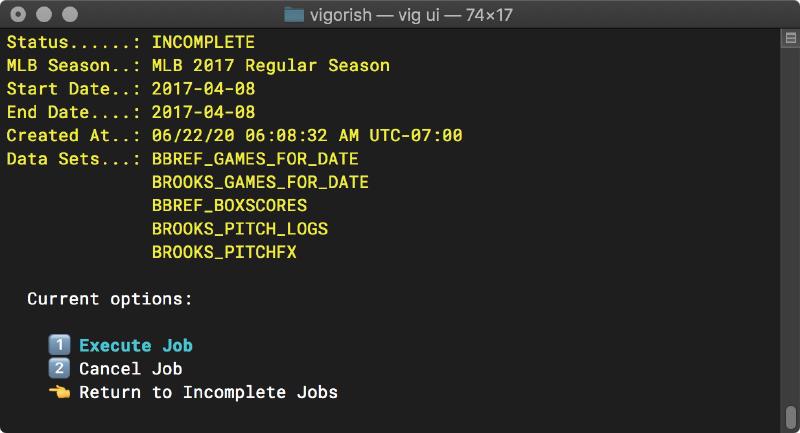 vigorish — vig ui — 74×17
Status......: INCOMPLETE
MLB Season..: MLB 2017 Regular Season
Start Date..: 2017-04-08
End Date....: 2017-04-08
Created At..: 06/22/20 06:08:32 AM UTC-07:00
Data Sets...: BBREF_GAMES_FOR_DATE
BROOKS_GAMES_FOR_DATE
BBREF_BOXSCORES
BROOKS_PITCH_LOGS
BROOKS_PITCHFX
Current options:
1 Execute Job
2 Cancel Job
Return to Incomplete Jobs